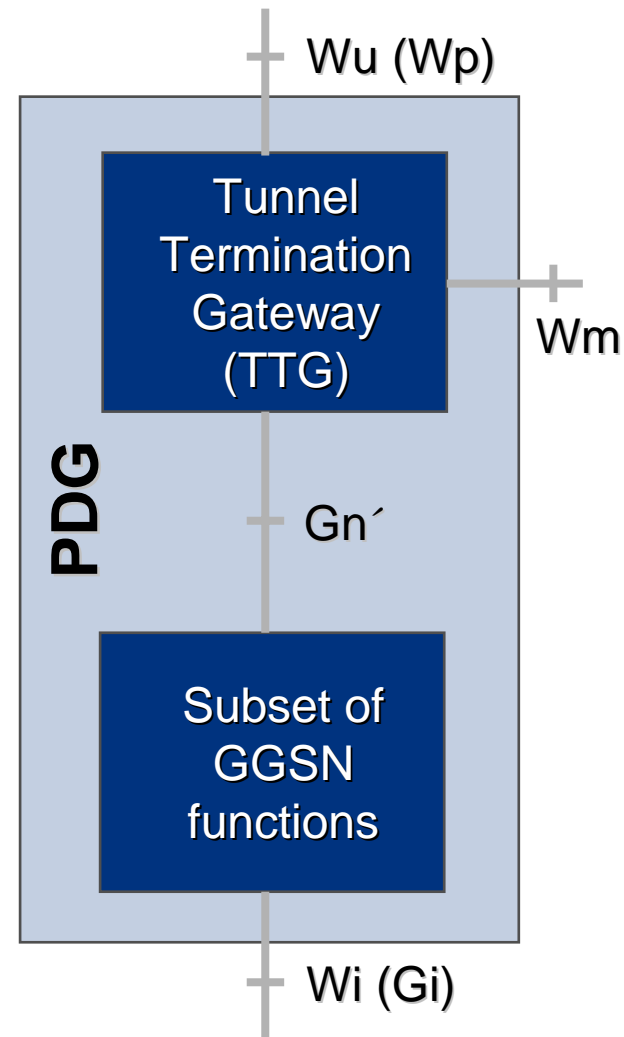 Wu (Wp)
Tunnel
Termination
Gateway
(TTG)
Wm
PDG
Gn´
Subset of
GGSN
functions
Wi (Gi)